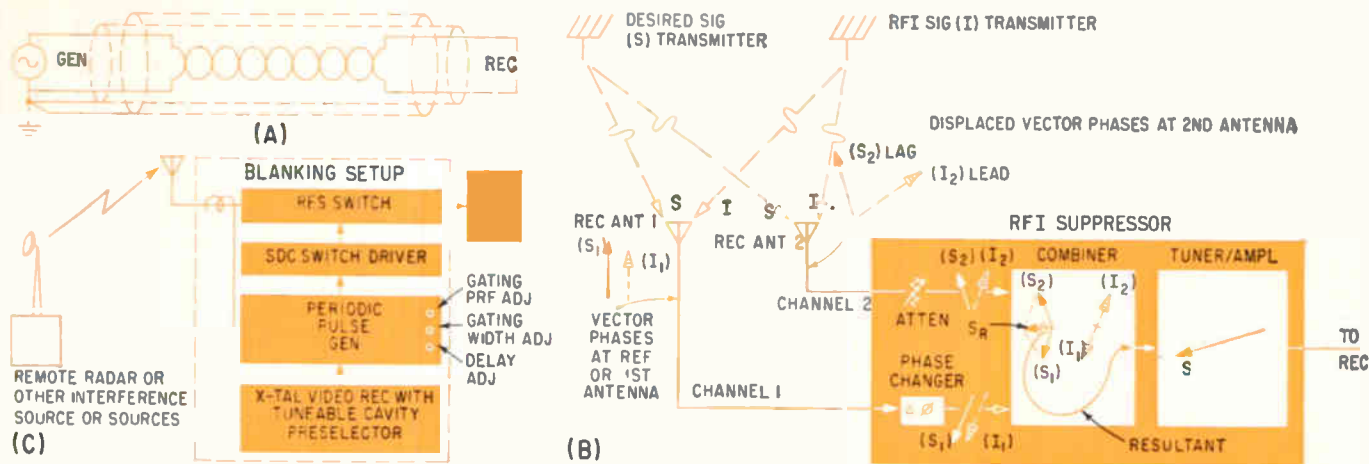 GEN
REC
(A)
BLANKING SETUP
RFS SWITCH
SDC SWITCH DRIVER
PERIODIC
PULSE
GEN
GATING
PRF ADJ
GATING
WIDTH ADJ
DELAY
ADJ
X-TAL VIDEO REC WITH
TUNEABLE CAVITY
PRESELECTOR
REMOTE RADAR OR
OTHER INTERFERENCE
SOURCE OR SOURCES
(C)
DESIRED SIG
(S) TRANSMITTER
RFI SIG (I) TRANSMITTER
DISPLACED VECTOR PHASES AT 2ND ANTENNA
(S2) LAG
(I2) LEAD
S I S I
REC ANT 1
REC ANT 2
(S1)
(I1)
VECTOR
PHASES
AT REF
OR 1ST
ANTENNA
CHANNEL 2
CHANNEL 1
RFI SUPPRESSOR
COMBINER
TUNER/AMPL
(S2) (I2)
ATTEN
SR
(S2)
(I2)
(I1)
(S1)
PHASE
CHANGER
Δ Ø
(S1) (I1)
RESULTANT
S
TO
REC
(B)